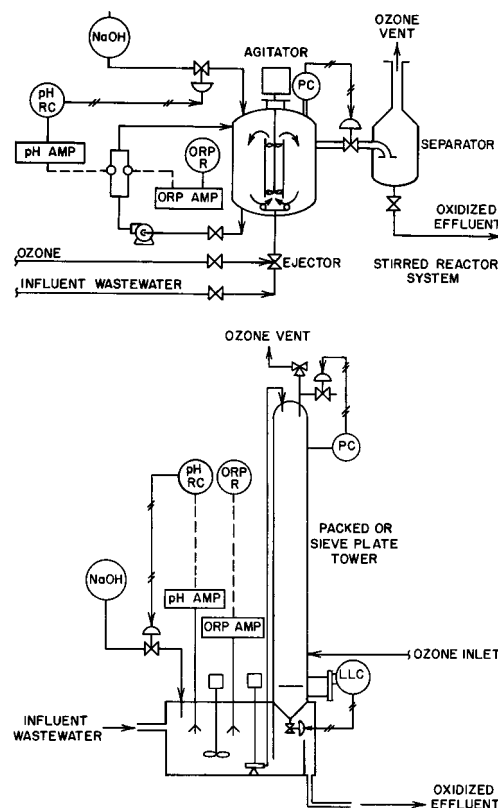 OZONE
VENT
NaOH
AGITATOR
pH
RC
PC
pH AMP
ORP
R
SEPARATOR
ORP AMP
OXIDIZED
EFFLUENT
OZONE
EJECTOR
STIRRED REACTOR
SYSTEM
INFLUENT WASTEWATER
OZONE VENT
PC
pH
RC
ORP
R
PACKED OR
SIEVE PLATE
TOWER
NaOH
pH AMP
ORP AMP
OZONE INLET
LLC
INFLUENT
WASTEWATER
OXIDIZED
EFFLUENT